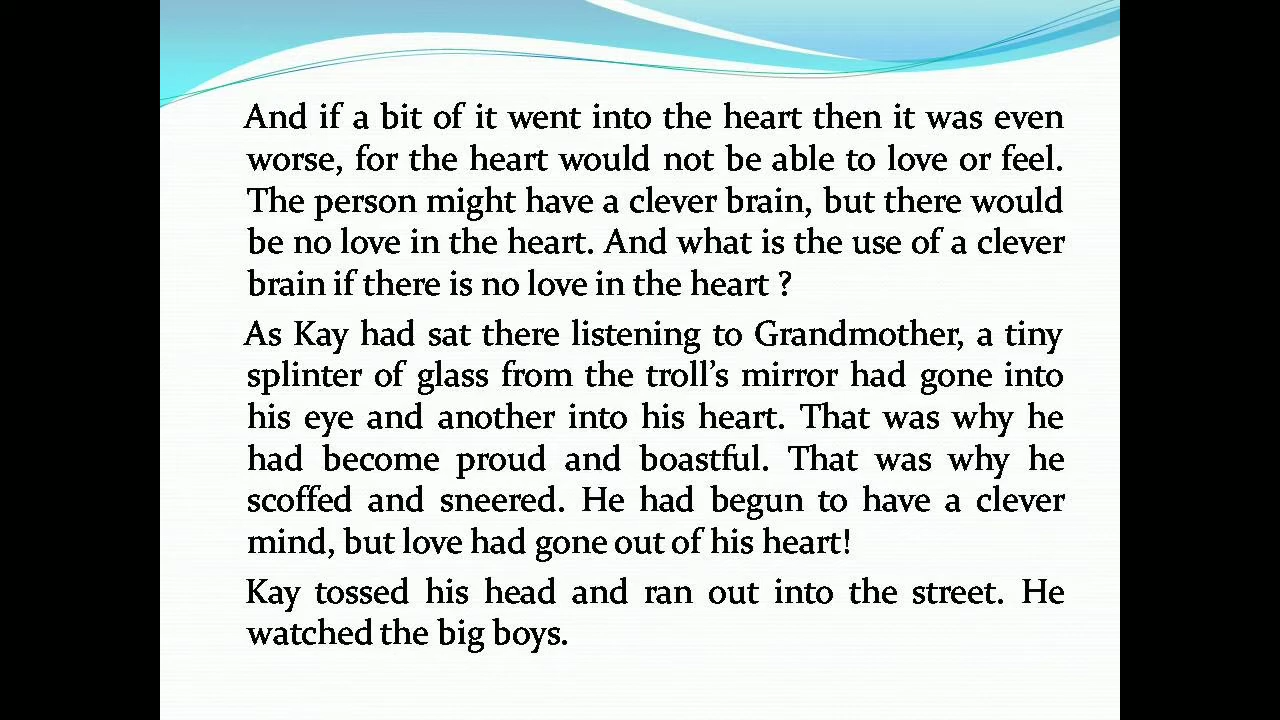 And if a bit of it went into the heart then it was even
worse, for the heart would not be able to love or feel.
The person might have a clever brain, but there would
be no love in the heart. And what is the use of a clever
brain if there is no love in the heart ?
As Kay had sat there listening to Grandmother, a tiny
splinter of glass from the troll’s mirror had gone into
his eye and another into his heart. That was why he
had become proud and boastful. That was why he
scoffed and sneered. He had begun to have a clever
mind, but love had gone out of his heart!
Kay tossed his head and ran out into the street. He
watched the big boys.